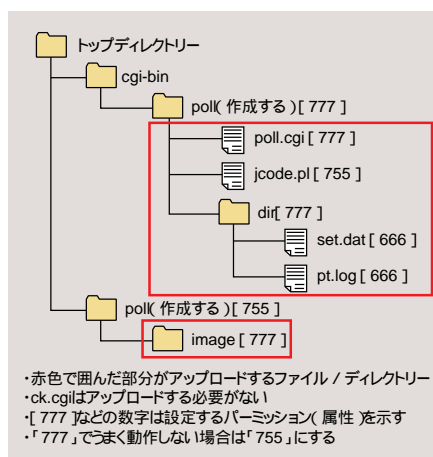 トップディレクトリー
cgi-bin
poll(作成する)[777]
poll.cgi[777]
jcode.pl[755]
dir[777]
set.dat[666]
pt.log[666]
poll(作成する)[755]
image[777]
・赤色で囲んだ部分がアップロードするファイル/ディレクトリー
・ck.cgiはアップロードする必要がない
・[777]などの数字は設定するパーミッション(属性)を示す
・「777」でうまく動作しない場合は「755」にする